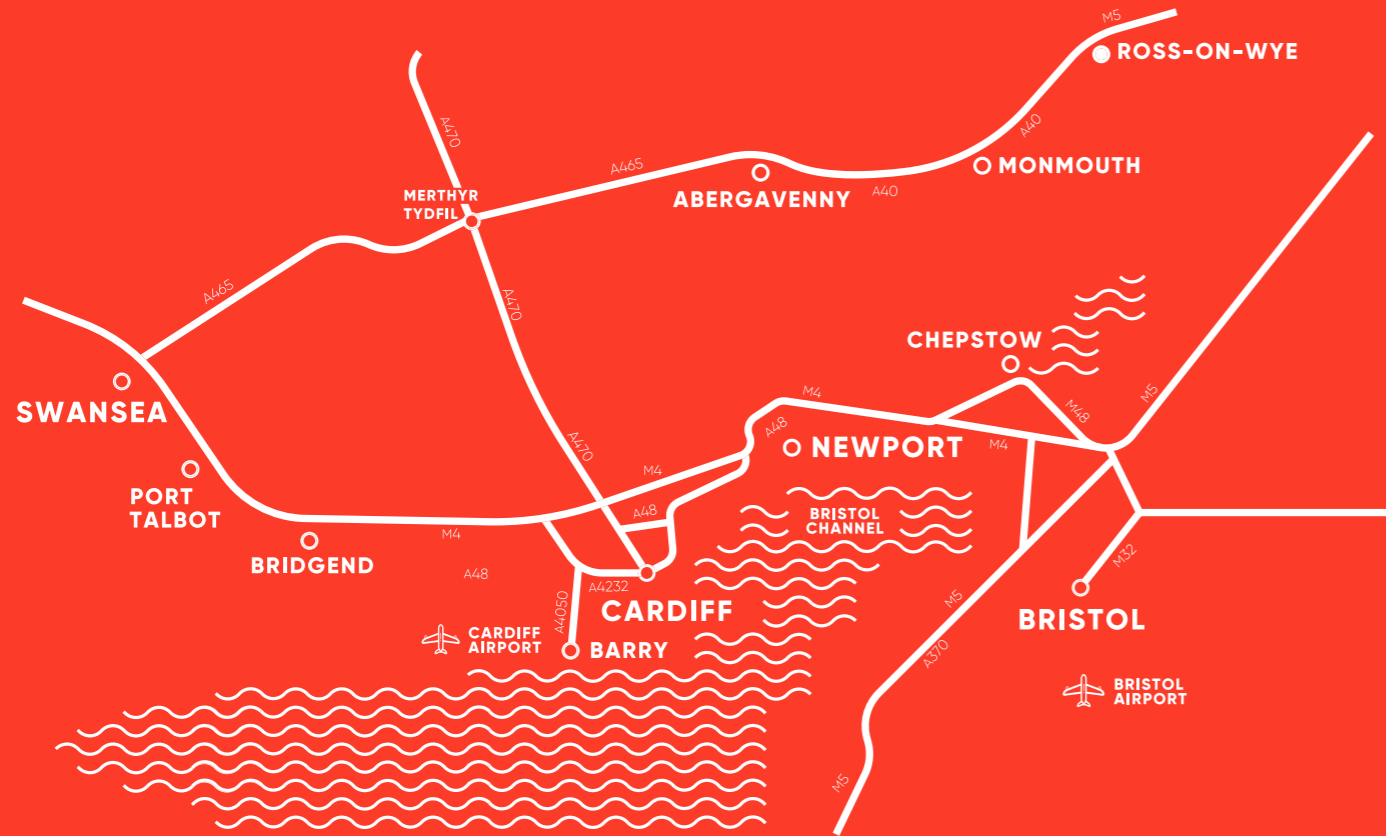 M5
ROSS-ON-WYE
A470
A40
A465
MONMOUTH
MERTHYR
TYDFIL
ABERGAVENNY
A40
A465
A470
CHEPSTOW
M4
M5
SWANSEA
M48
A48
A470
NEWPORT
M4
M4
PORT
TALBOT
A48
BRISTOL
CHANNEL
M4
BRIDGEND
M32
A48
A4232
A4050
M5
CARDIFF
BRISTOL
CARDIFF
AIRPORT
BARRY
A370
BRISTOL
AIRPORT
M5